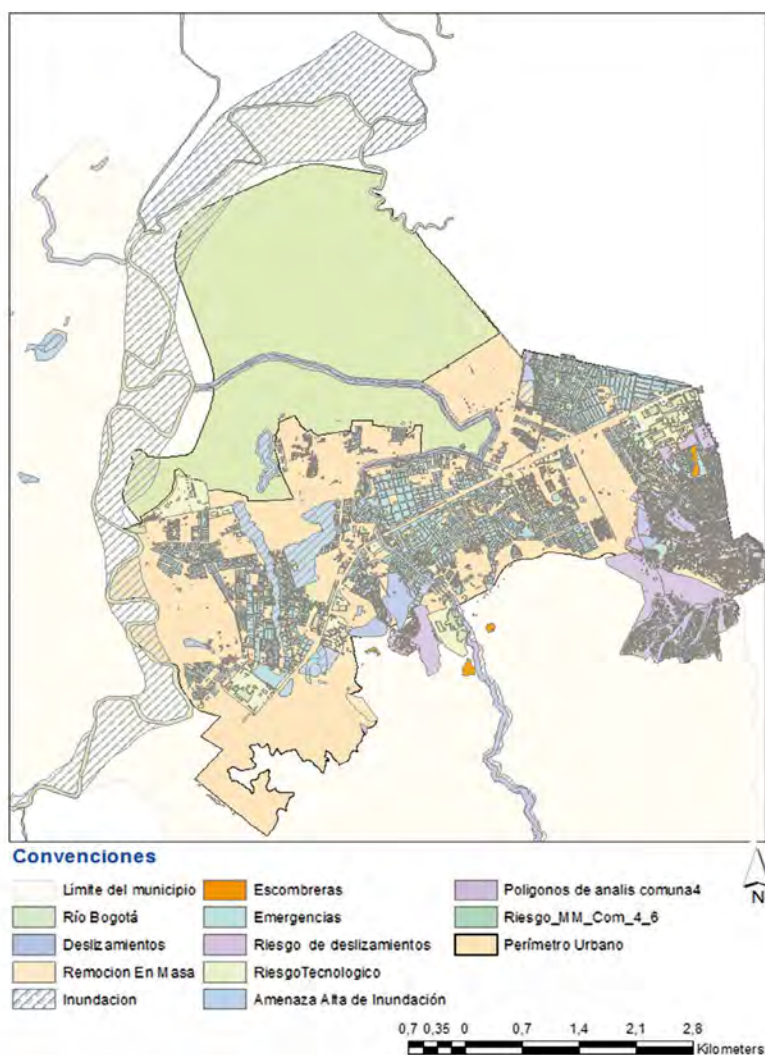 Convenciones
Límite del municipio
Río Bogotá
Deslizamientos
Remocion En Masa
Inundacion
Escombreras
Emergencias
Riesgo de deslizamientos
RiesgoTecnologico
Amenaza Alta de Inundación
Poligonos de analis comuna4
Riesgo_MM_Com_4_6
Perímetro Urbano
N
0,7 0,35 0 0,7 1,4 2,1 2,8
Kilometers